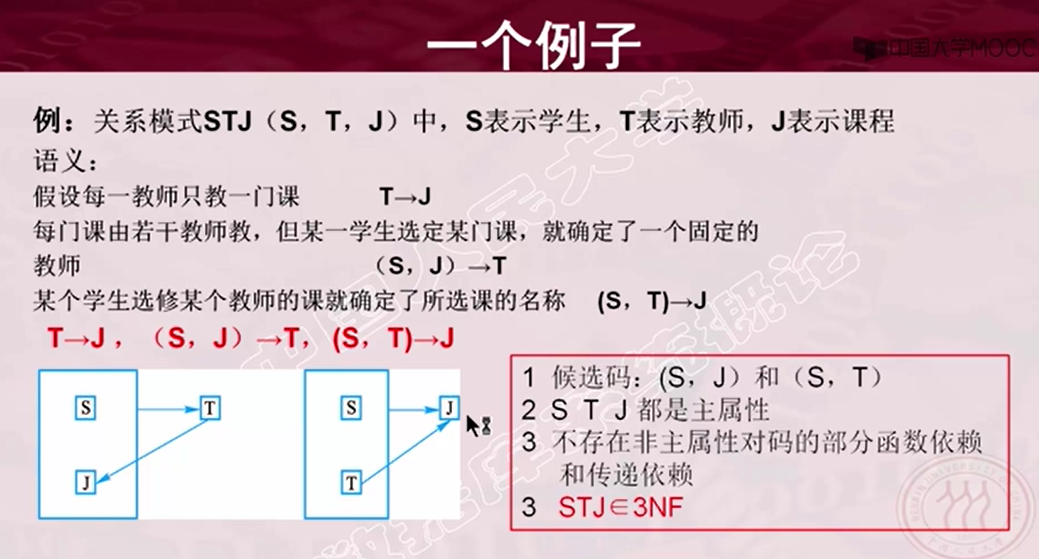 一个例子
中国大学MOOC
例：关系模式STJ（S，T，J）中，S表示学生，T表示教师，J表示课程
语义：
假设每一教师只教一门课 T→J
每门课由若干教师教，但某一学生选定某门课，就确定了一个固定的
教师 （S，J）→T
某个学生选修某个教师的课就确定了所选课的名称 (S，T)→J
T→J ，（S，J）→T，(S，T)→J
S T
J
S J
T
1 候选码：(S，J）和（S，T）
2 S T J 都是主属性
3 不存在非主属性对码的部分函数依赖
和传递依赖
3 STJ∈3NF
中国人民大学